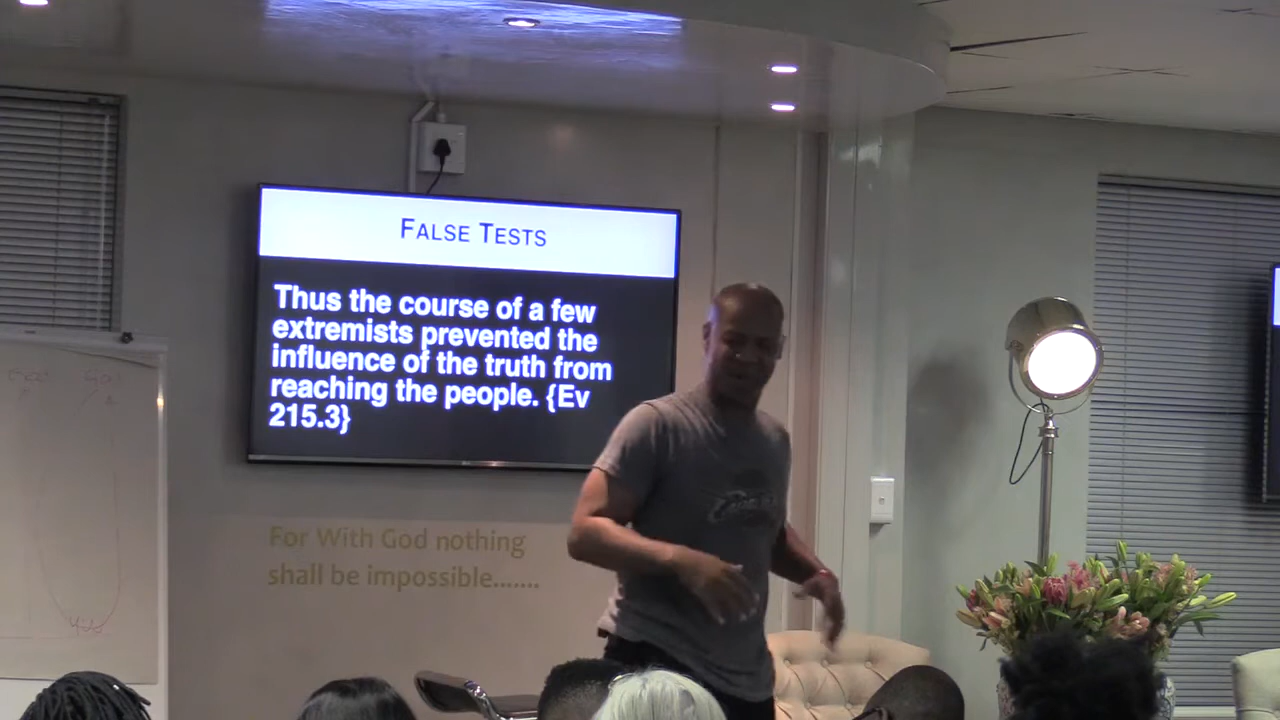 FALSE TESTS
Thus the course of a few
extremists prevented the
influence of the truth from
reaching the people. {Ev
215.3}
For With God nothing
shall be impossible.......